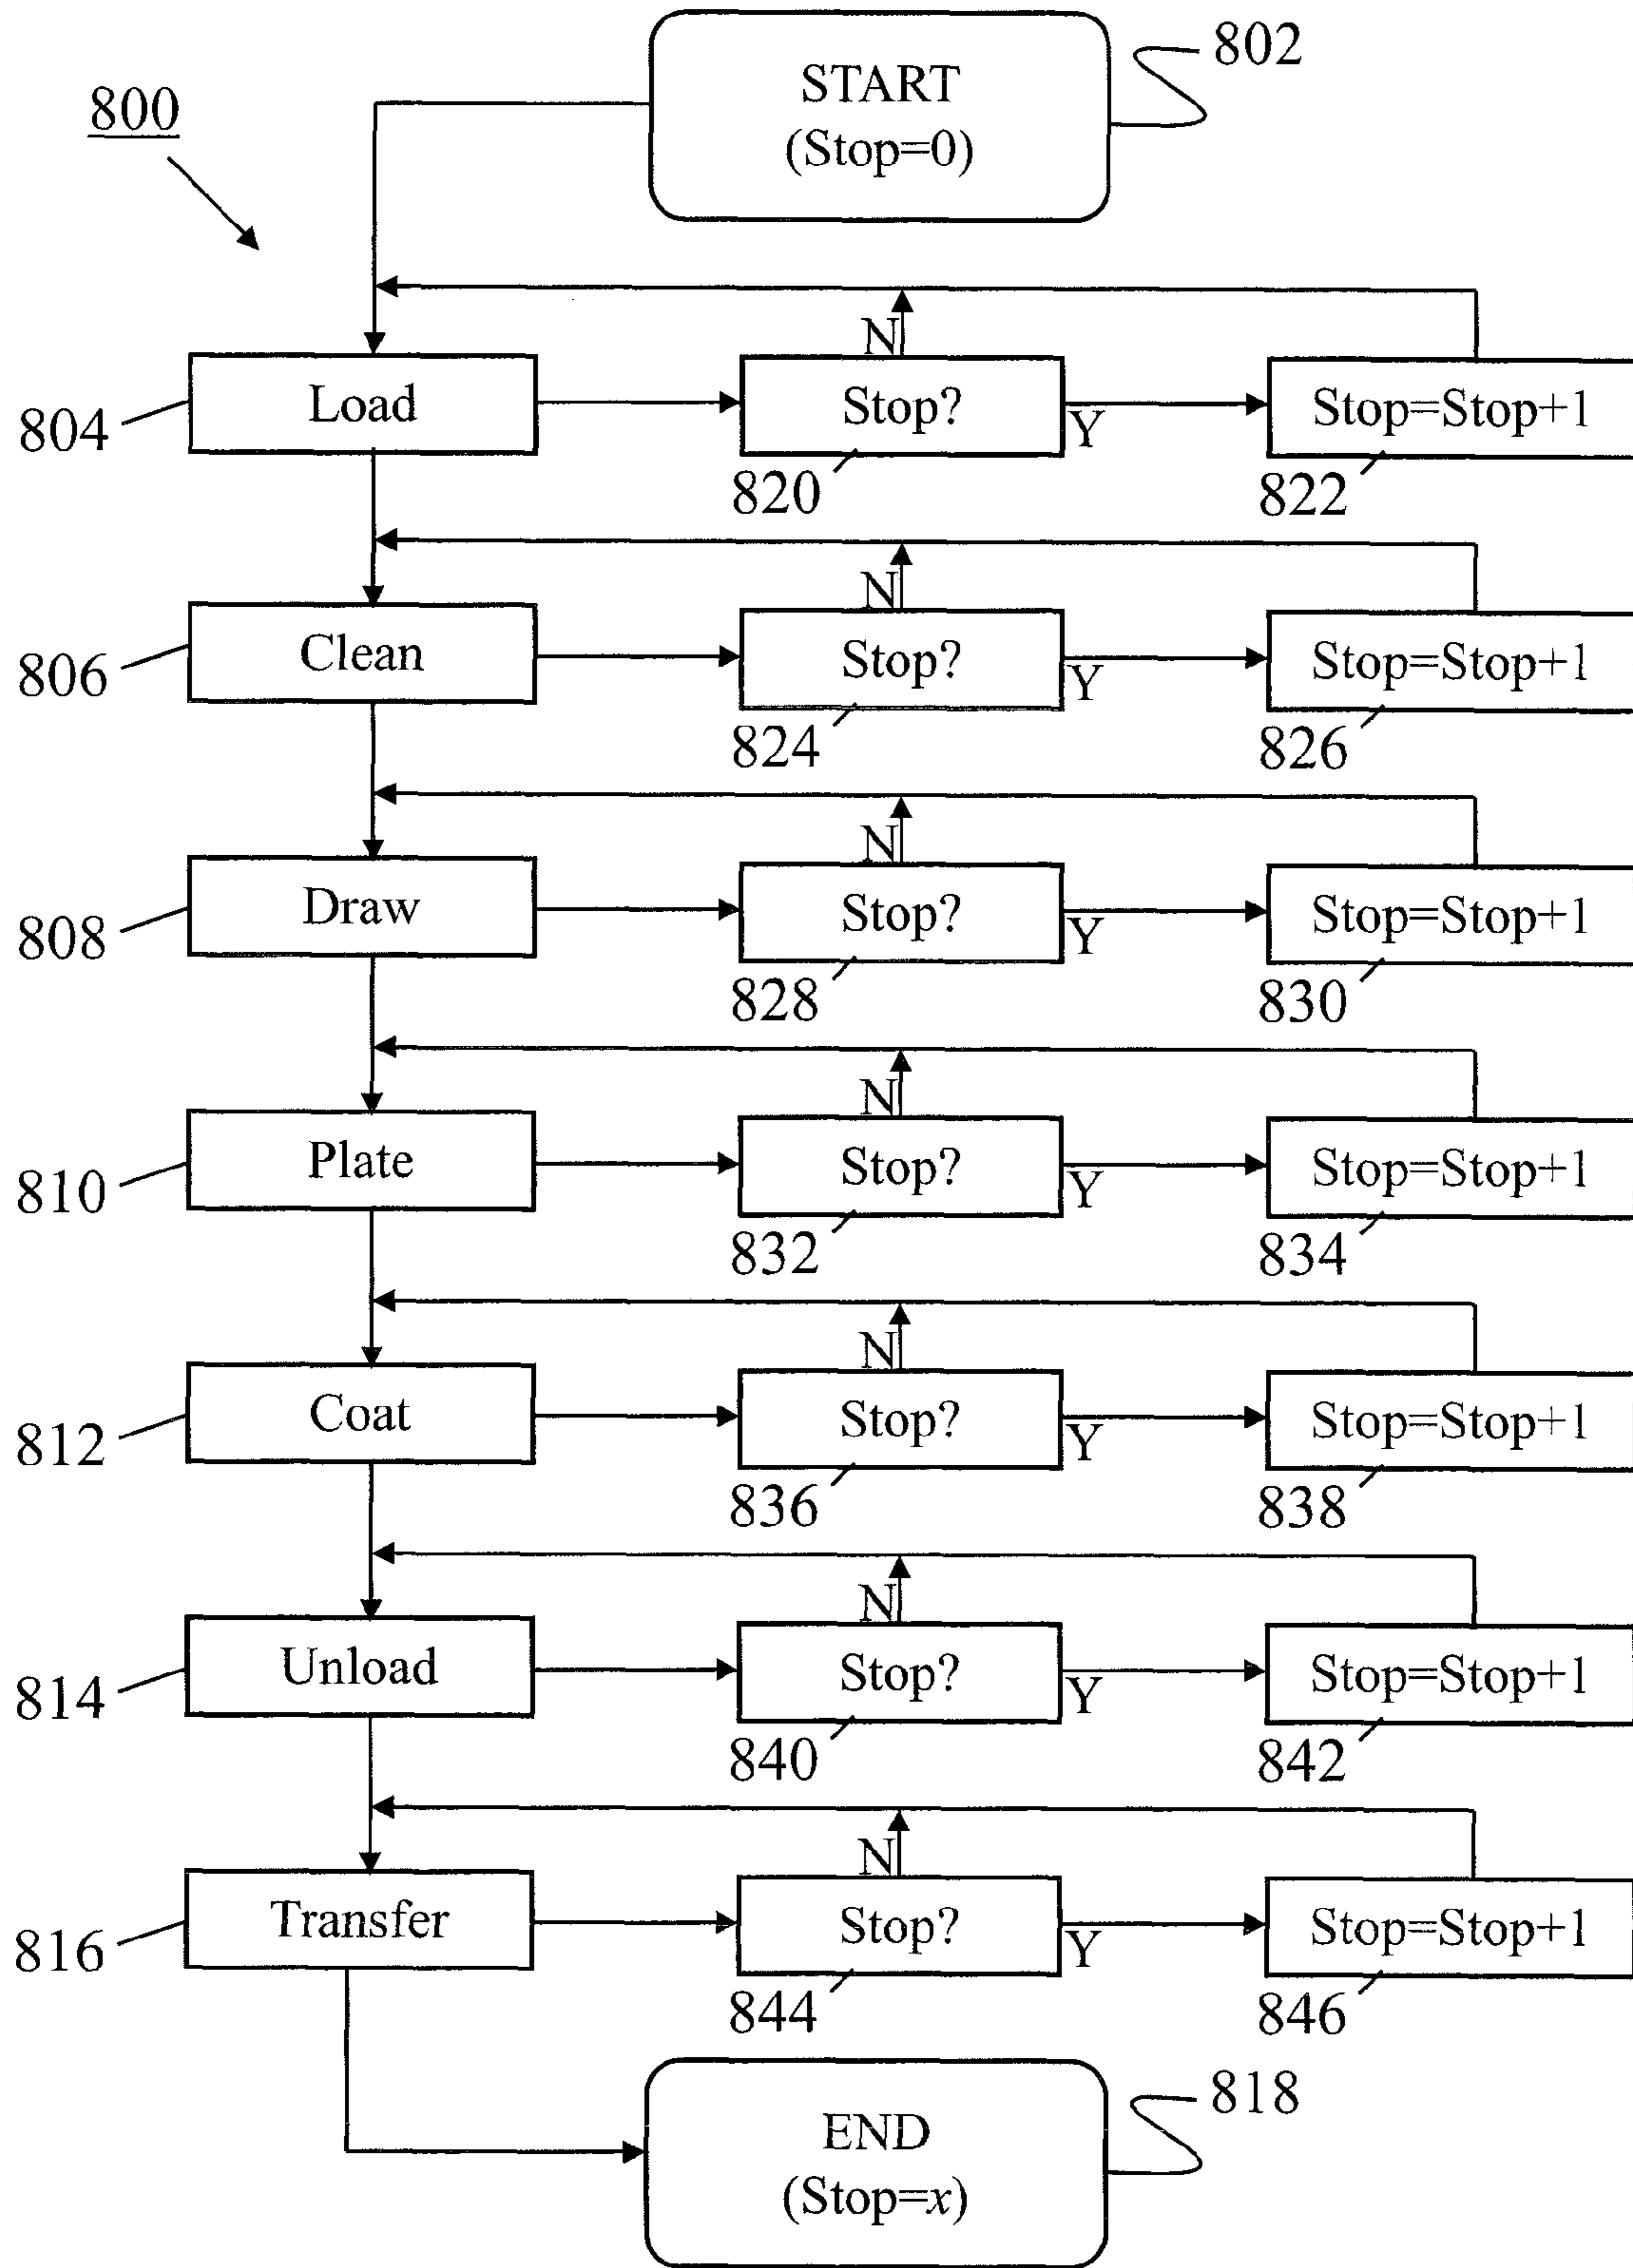 800
START
(Stop=0)
802
N
Load
Stop?
Y
Stop=Stop+1
804
820
822
N
Clean
Stop?
Y
Stop=Stop+1
806
824
826
N
Draw
Stop?
Y
Stop=Stop+1
808
828
830
N
Plate
Stop?
Y
Stop=Stop+1
810
832
834
N
Coat
Stop?
Y
Stop=Stop+1
812
836
838
N
Unload
Stop?
Y
Stop=Stop+1
814
840
842
N
Transfer
Stop?
Y
Stop=Stop+1
816
844
846
END
(Stop=x)
818